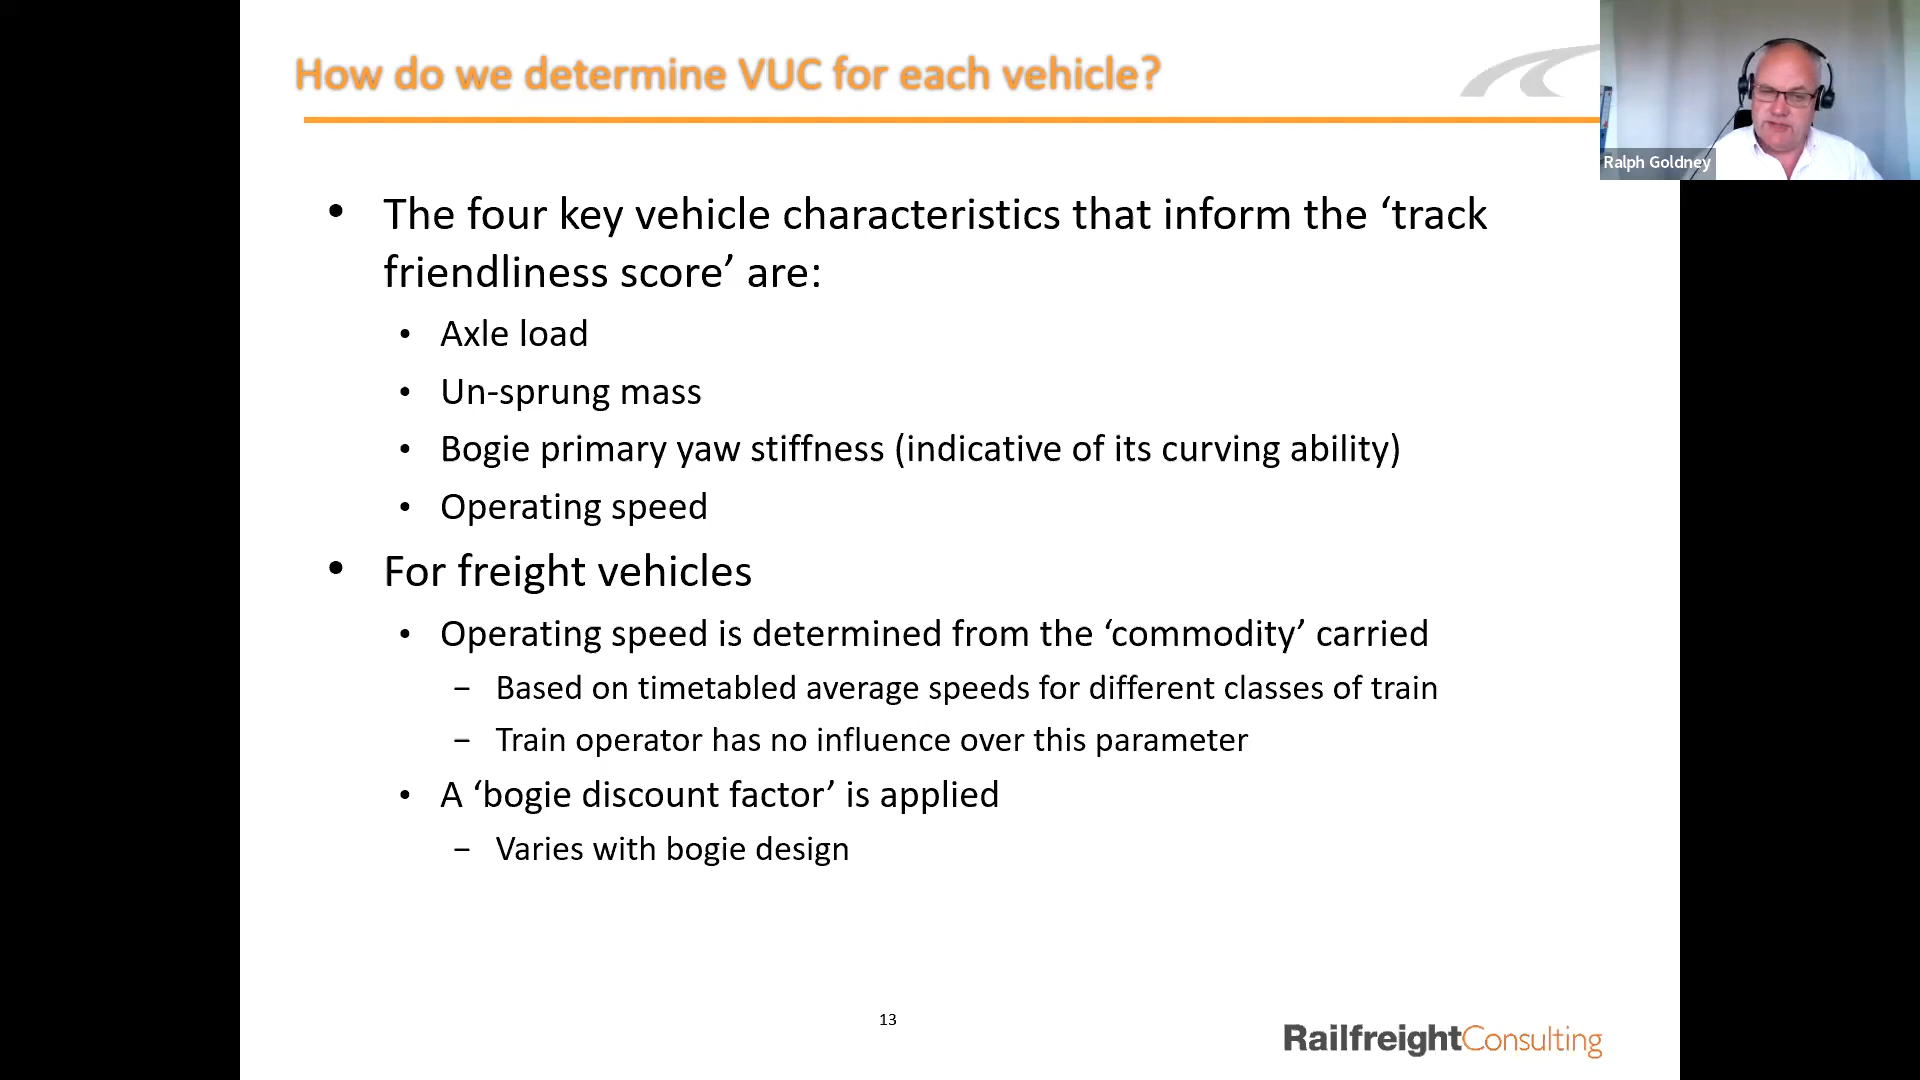 How do we determine VUC for each vehicle?
Ralph Goldney
• The four key vehicle characteristics that inform the ‘track
friendliness score’ are:
• Axle load
• Un-sprung mass
• Bogie primary yaw stiffness (indicative of its curving ability)
• Operating speed
• For freight vehicles
• Operating speed is determined from the ‘commodity’ carried
– Based on timetabled average speeds for different classes of train
– Train operator has no influence over this parameter
• A ‘bogie discount factor’ is applied
– Varies with bogie design
13
RailfreightConsulting